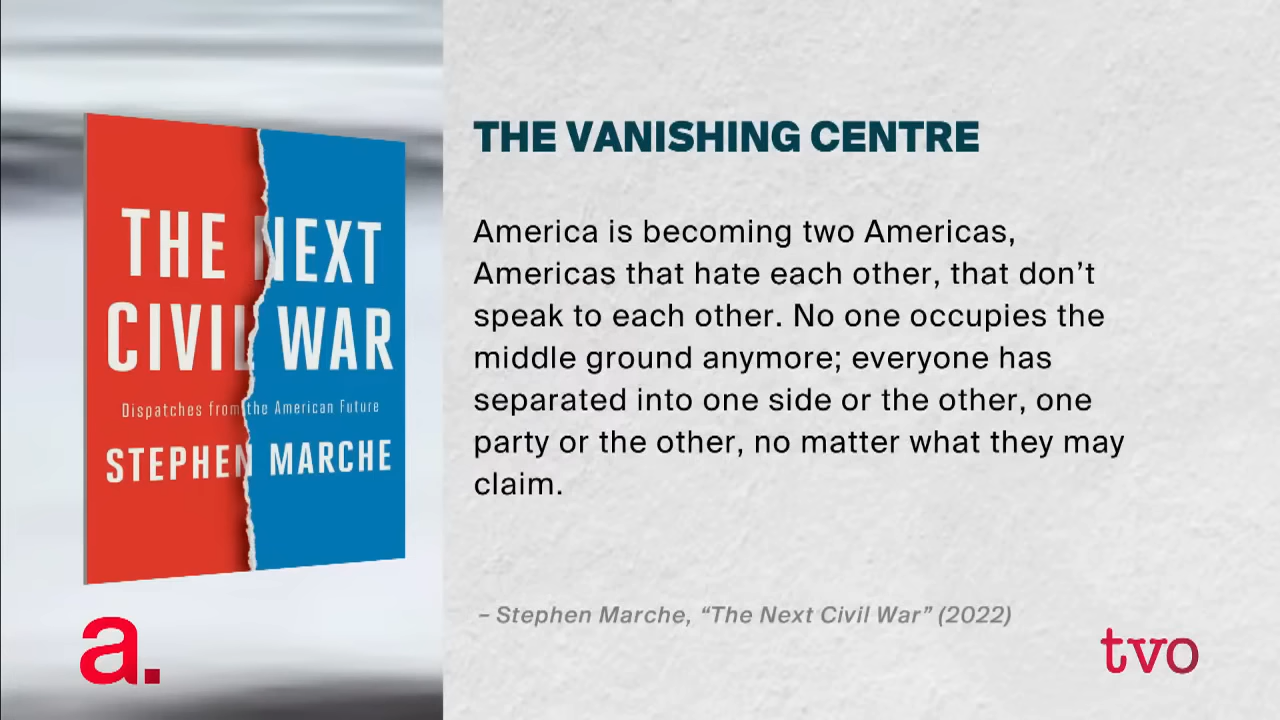 THE NEXT
CIVIL WAR
Dispatches from the American Future
STEPHEN MARCHE
a.
THE VANISHING CENTRE
America is becoming two Americas,
Americas that hate each other, that don’t
speak to each other. No one occupies the
middle ground anymore; everyone has
separated into one side or the other, one
party or the other, no matter what they may
claim.
– Stephen Marche, “The Next Civil War” (2022)
tvo